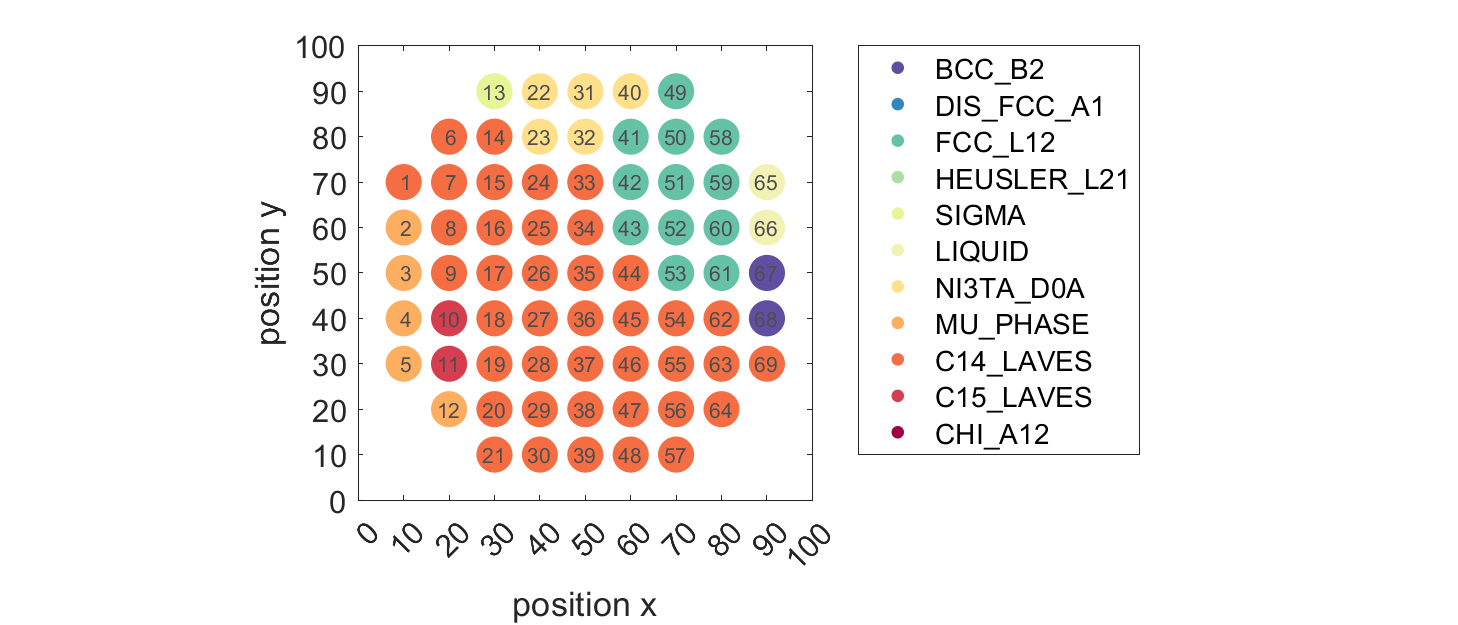 100
90
80
70
60
50
40
30
20
10
0
position y
13 22 31 40 49
6 14 23 32 41 50 58
1 7 15 24 33 42 51 59 65
2 8 16 25 34 43 52 60 66
3 9 17 26 35 44 53 61 67
4 10 18 27 36 45 54 62 68
5 11 19 28 37 46 55 63 69
12 20 29 38 47 56 64
21 30 39 48 57
0 10 20 30 40 50 60 70 80 90 100
position x
BCC_B2
DIS_FCC_A1
FCC_L12
HEUSLER_L21
SIGMA
LIQUID
NI3TA_D0A
MU_PHASE
C14_LAVES
C15_LAVES
CHI_A12